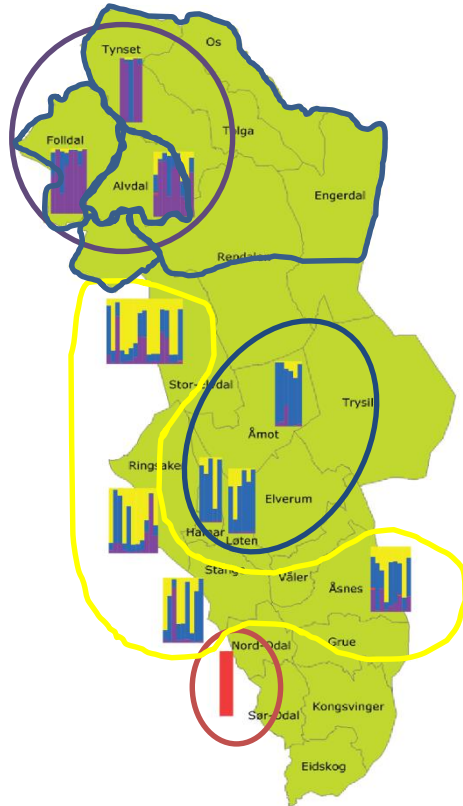 Tynset
Os
Folldal
Tolga
Alvdal
Engerdal
Rendalen
Stor-Elvdal
Trysil
Åmot
Ringsaker
Elverum
Hamar
Løten
Stange
Våler
Åsnes
Nord-Odal
Grue
Sør-Odal
Kongsvinger
Eidskog